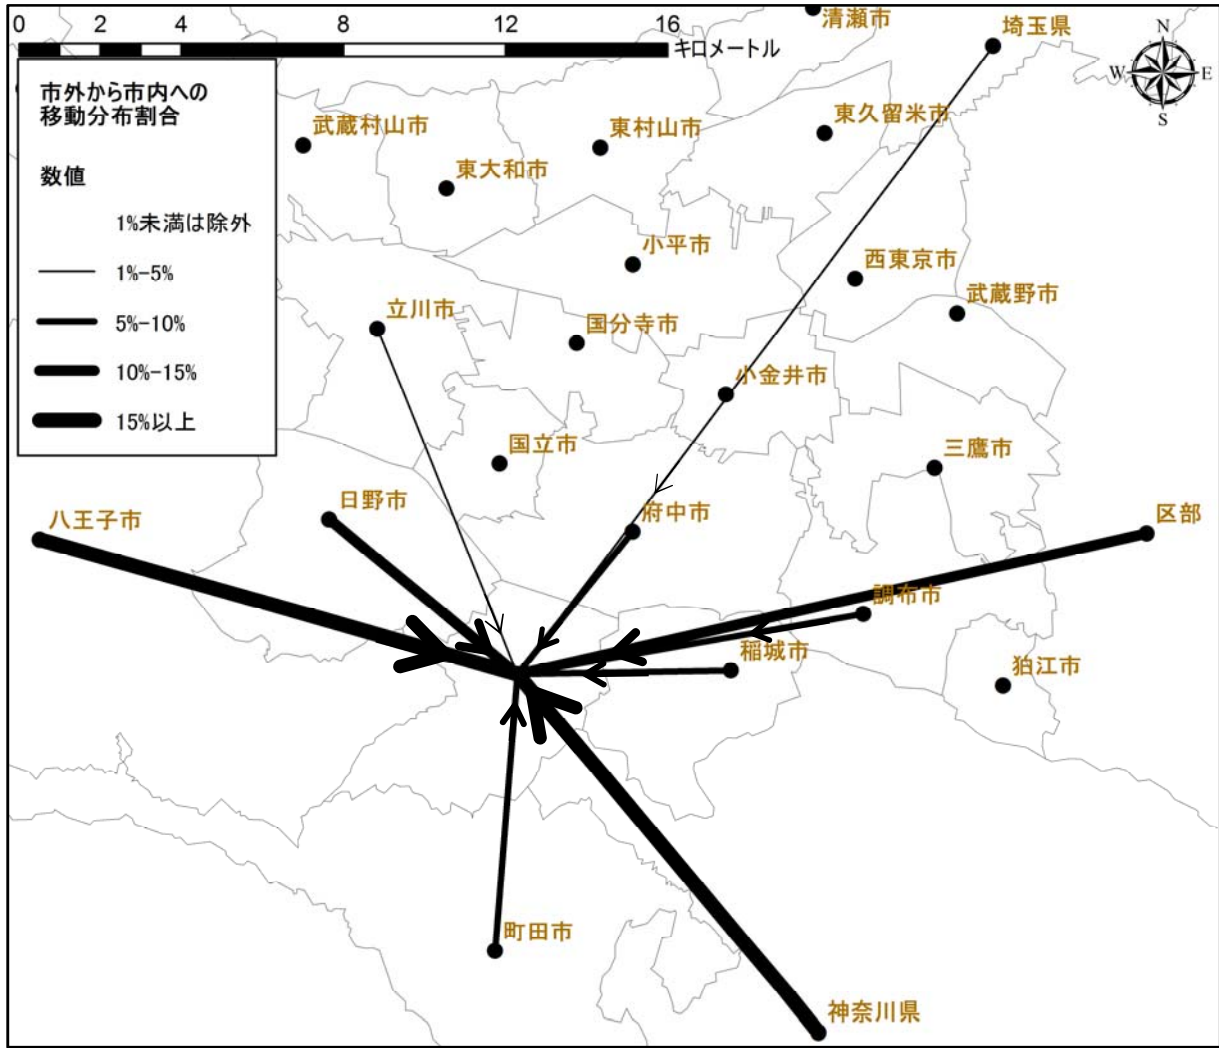 0 2 4 8 12 16
キロメートル
清瀬市
埼玉県
N
W E
S
市外から市内への
移動分布割合
数値
1%未満は除外
1%-5%
5%-10%
10%-15%
15%以上
武蔵村山市
東村山市
東久留米市
東大和市
小平市
西東京市
武蔵野市
立川市
国分寺市
小金井市
国立市
三鷹市
八王子市
日野市
府中市
区部
調布市
稲城市
狛江市
町田市
神奈川県